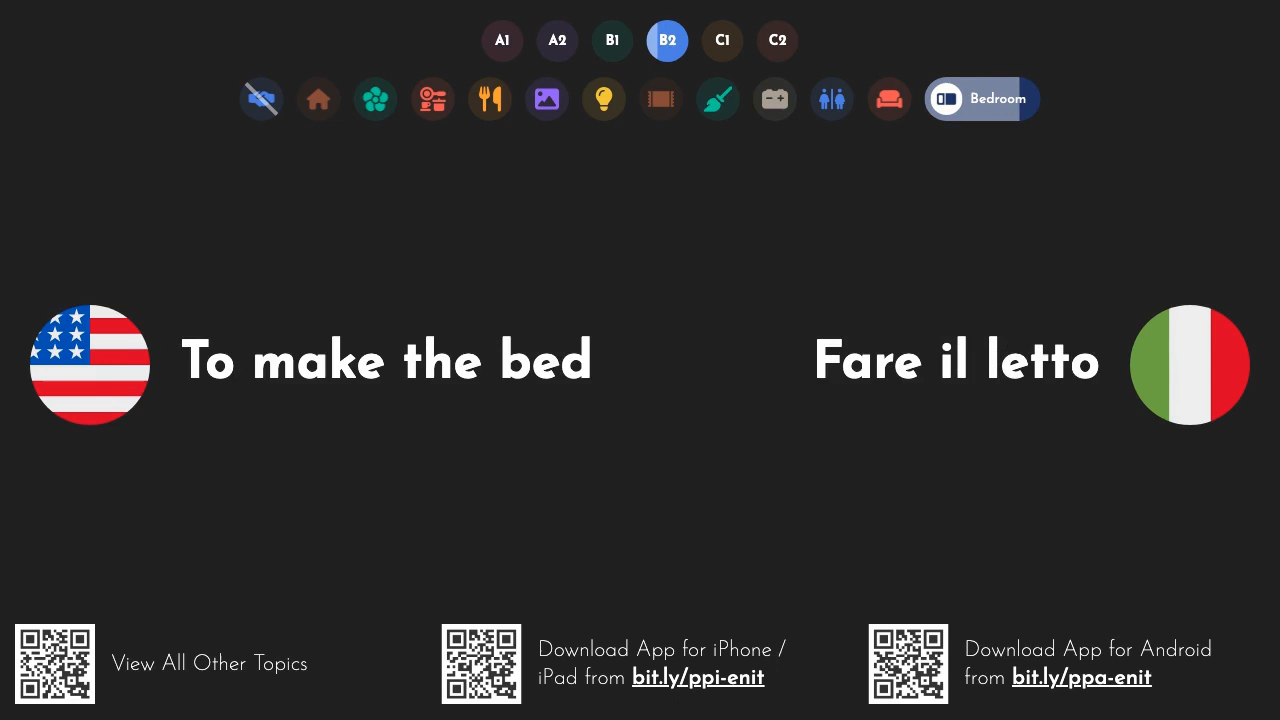 A1 A2 B1 B2 C1 C2
Bedroom
To make the bed
Fare il letto
View All Other Topics
Download App for iPhone /
iPad from bit.ly/ppi-enit
Download App for Android
from bit.ly/ppa-enit